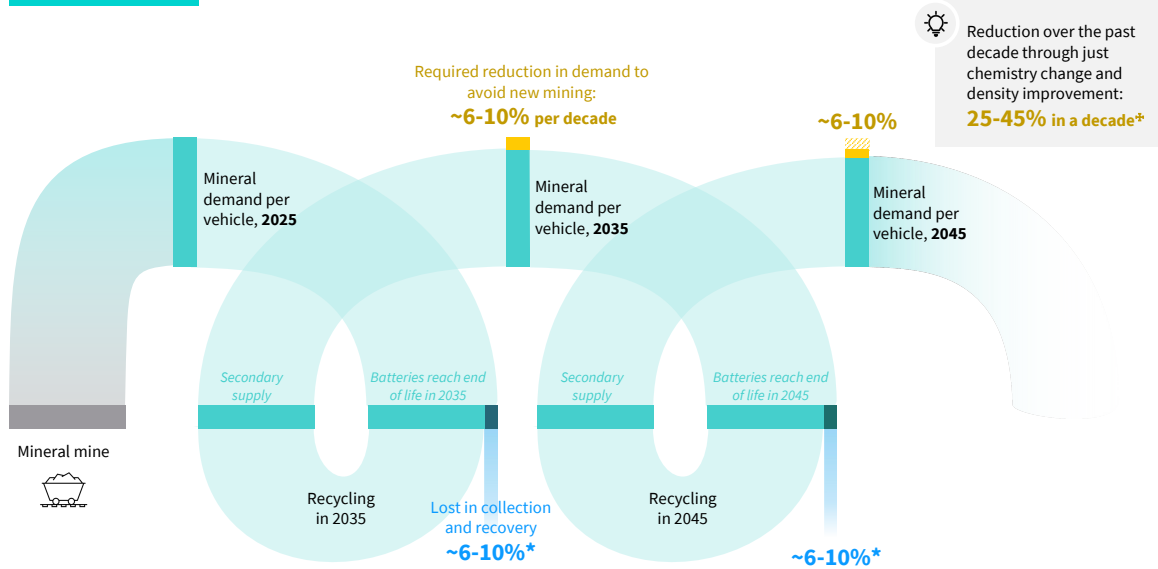 Reduction over the past
decade through just
chemistry change and
density improvement:
25-45% in a decade✢
Required reduction in demand to
avoid new mining:
~6-10% per decade
~6-10%
Mineral
demand per
vehicle, 2025
Mineral
demand per
vehicle, 2035
Mineral
demand per
vehicle, 2045
Secondary
supply
Batteries reach end
of life in 2035
Secondary
supply
Batteries reach end
of life in 2045
Mineral mine
Recycling
in 2035
Lost in collection
and recovery
~6-10%*
Recycling
in 2045
~6-10%*